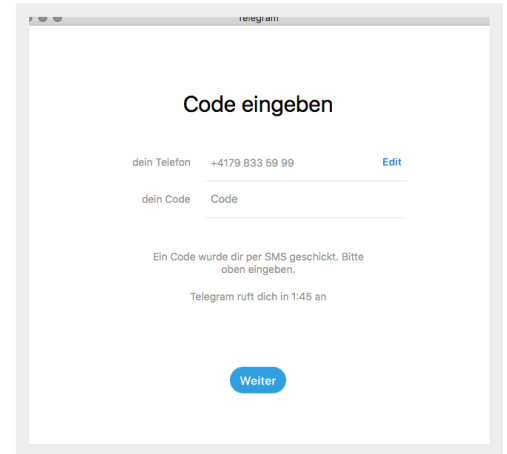 Telegram
Code eingeben
dein Telefon +4179 833 59 99 Edit
dein Code Code
Ein Code wurde dir per SMS geschickt. Bitte
oben eingeben.
Telegram ruft dich in 1:45 an
Weiter